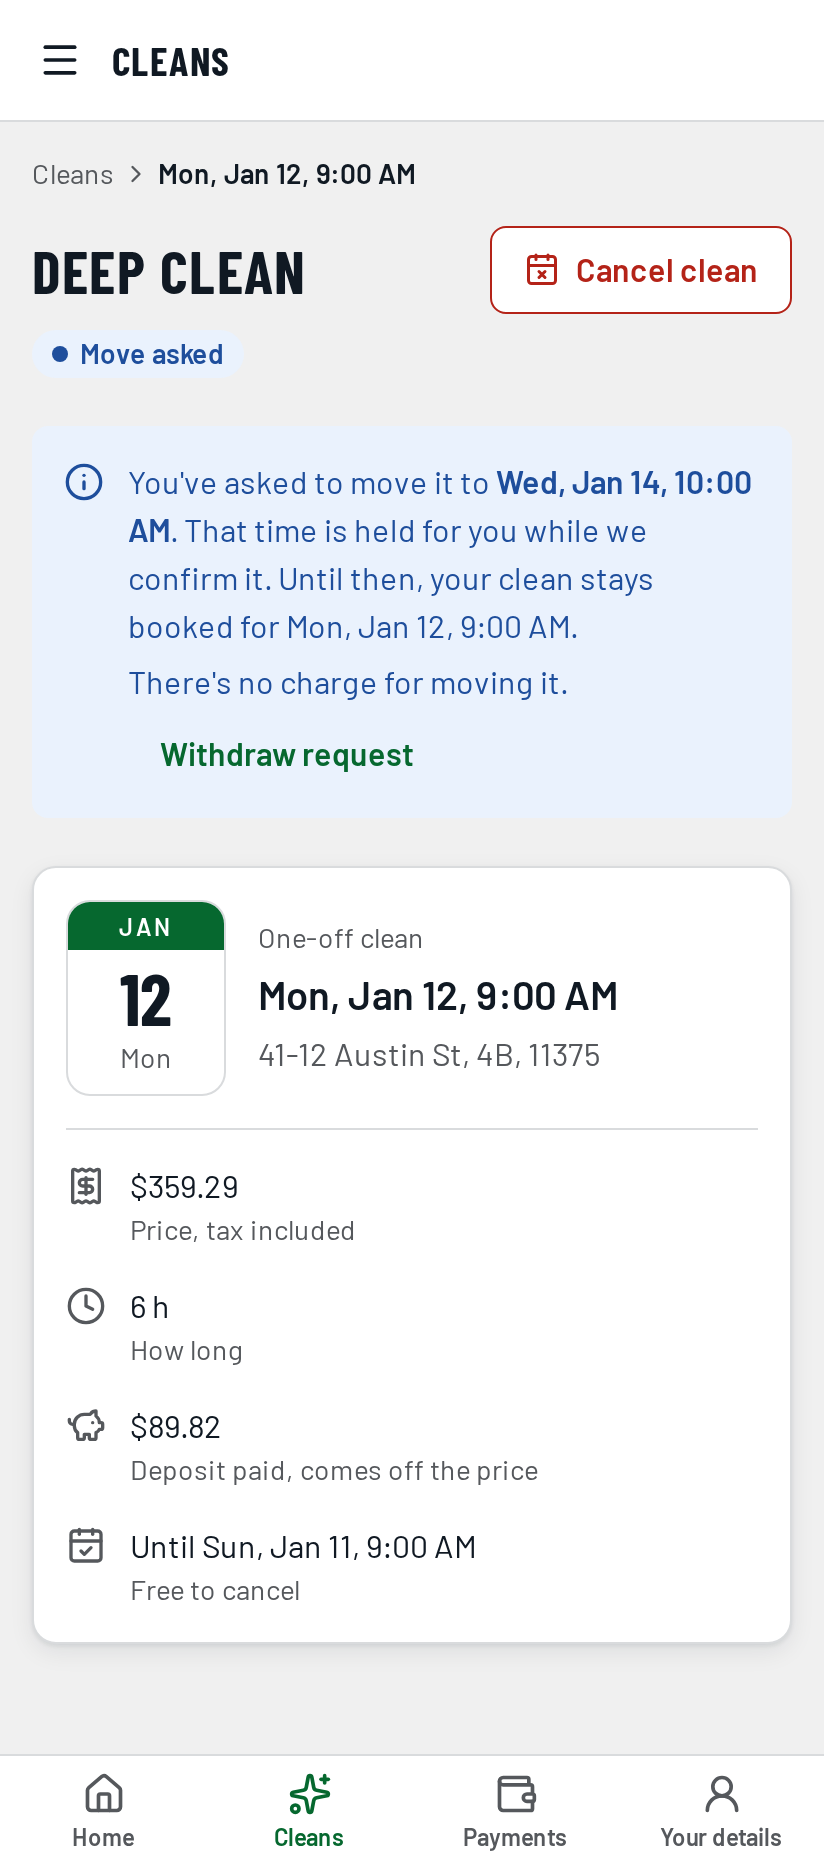 CLEANS
Cleans > Mon, Jan 12, 9:00 AM
DEEP CLEAN
Cancel clean
Move asked
You've asked to move it to Wed, Jan 14, 10:00
AM. That time is held for you while we
confirm it. Until then, your clean stays
booked for Mon, Jan 12, 9:00 AM.
There's no charge for moving it.
Withdraw request
JAN
12
Mon
One-off clean
Mon, Jan 12, 9:00 AM
41-12 Austin St, 4B, 11375
$359.29
Price, tax included
6 h
How long
$89.82
Deposit paid, comes off the price
Until Sun, Jan 11, 9:00 AM
Free to cancel
Home
Cleans
Payments
Your details